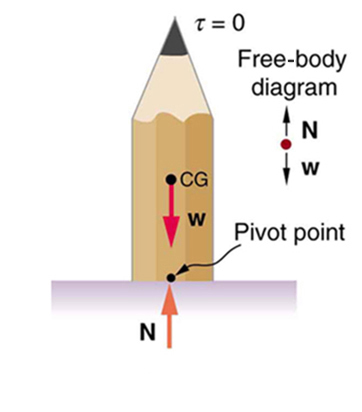 τ = 0
Free-body
diagram
N
w
CG
w
Pivot point
N